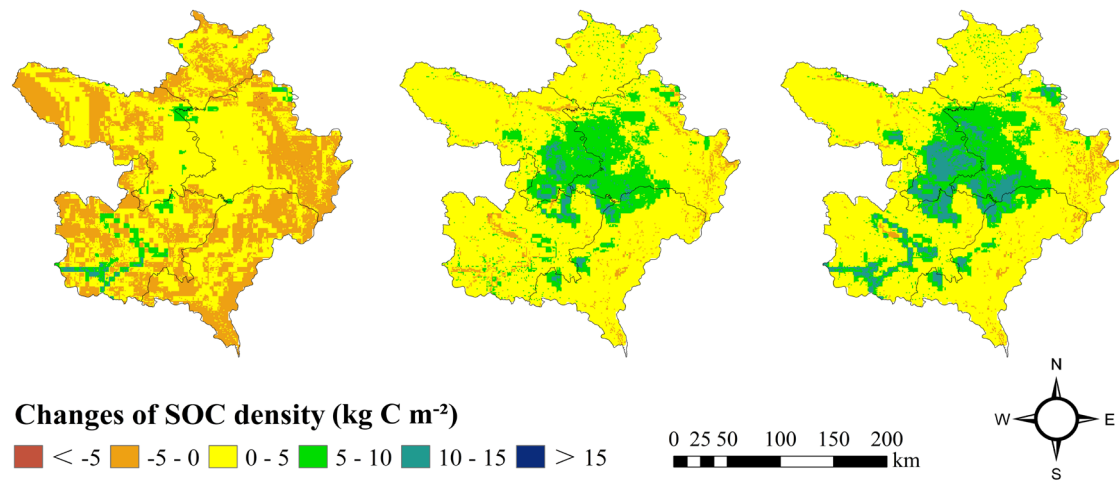 N
W E
S
Changes of SOC density (kg C m⁻²)
< -5 -5 - 0 0 - 5 5 - 10 10 - 15 > 15
0 25 50 100 150 200
km